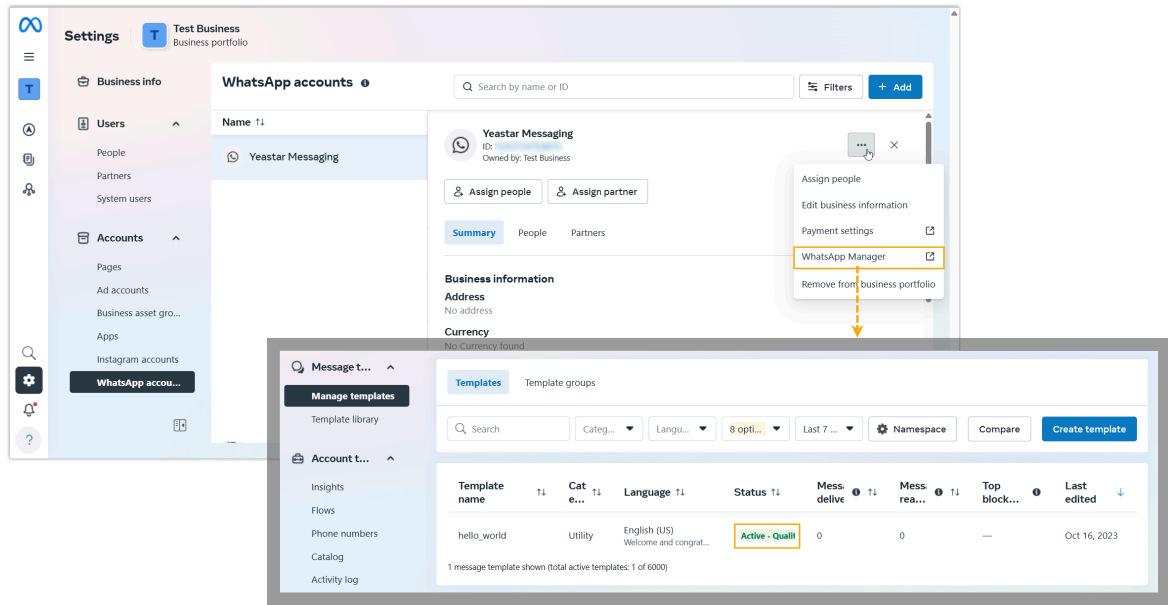 Settings
T
Test Business
Business portfolio
T
Business info
Users
People
Partners
System users
Accounts
Pages
Ad accounts
Business asset gro...
Apps
Instagram accounts
WhatsApp accou...
?
WhatsApp accounts
Search by name or ID
Filters
+ Add
Name
Yeastar Messaging
Yeastar Messaging
ID:
Owned by: Test Business
Assign people
Assign partner
Summary
People
Partners
Business information
Address
No address
Currency
No Currency found
Assign people
Edit business information
Payment settings
WhatsApp Manager
Remove from business portfolio
Message t...
Manage templates
Template library
Account t...
Insights
Flows
Phone numbers
Catalog
Activity log
Templates
Template groups
Search
Categ...
Langu...
8 opti...
Last 7 ...
Namespace
Compare
Create template
Template name
Cat e...
Language
Status
Messa delive
Messa rea...
Top block...
Last edited
hello_world
Utility
English (US)
Welcome and congrat...
Active - Qualit
0
0
—
Oct 16, 2023
1 message template shown (total active templates: 1 of 6000)